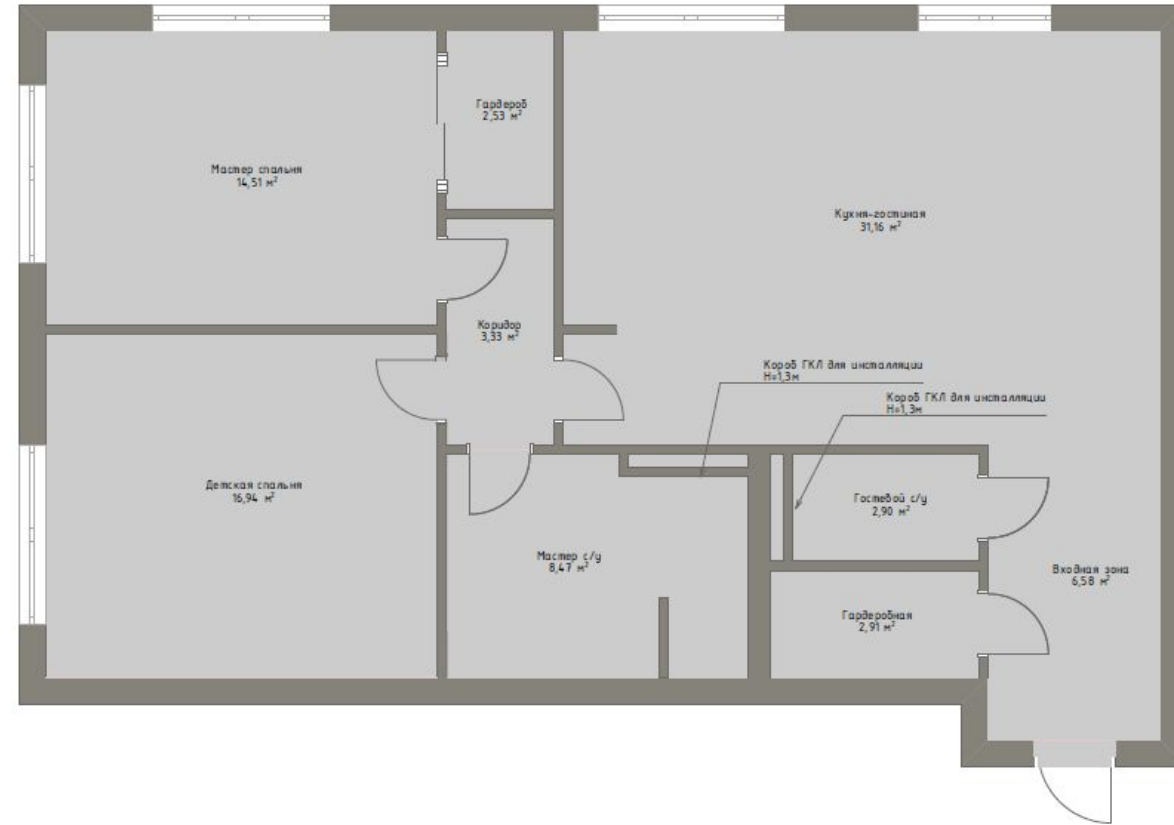 Гардероб
2,53 м²
Мастер спальня
14,51 м²
Кухня-гостиная
31,16 м²
Коридор
3,33 м²
Короб ГКЛ для инсталляции
Н=1,3м
Короб ГКЛ для инсталляции
Н=1,3м
Детская спальня
16,94 м²
Гостевой с/у
2,90 м²
Мастер с/у
8,47 м²
Входная зона
6,58 м²
Гардеробная
2,91 м²